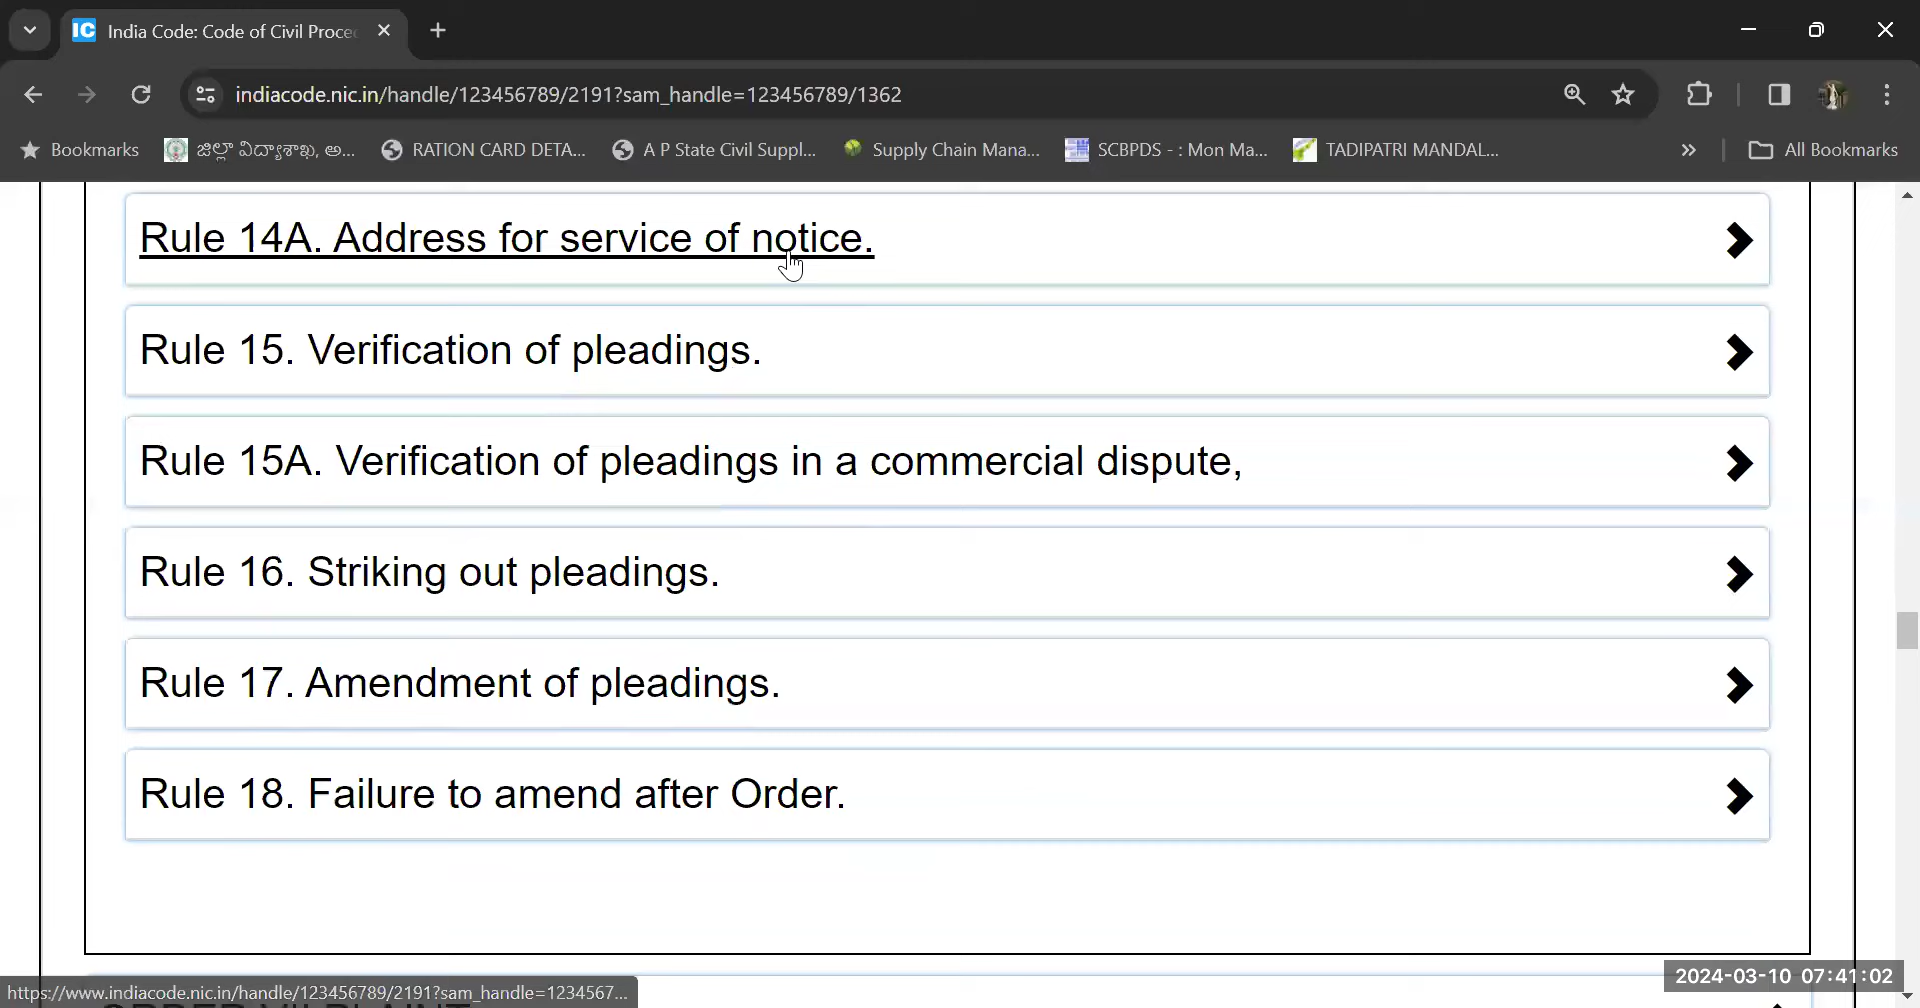 India Code: Code of Civil Proce
indiacode.nic.in/handle/123456789/2191?sam_handle=123456789/1362
Bookmarks
జిల్లా విద్యాశాఖ, అ...
RATION CARD DETA...
A P State Civil Suppl...
Supply Chain Mana...
SCBPDS - : Mon Ma...
TADIPATRI MANDAL...
All Bookmarks
Rule 14A. Address for service of notice.
Rule 15. Verification of pleadings.
Rule 15A. Verification of pleadings in a commercial dispute,
Rule 16. Striking out pleadings.
Rule 17. Amendment of pleadings.
Rule 18. Failure to amend after Order.
2024-03-10 07:41:02
https://www.indiacode.nic.in/handle/123456789/2191?sam_handle=1234567...